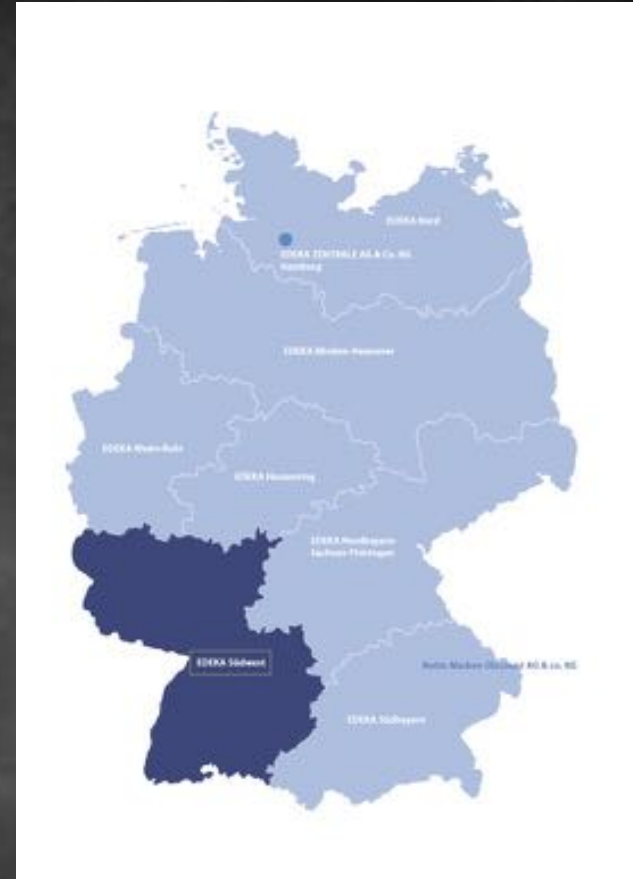 EDEKA Nord
EDEKA ZENTRALE AG & Co. KG
Hamburg
EDEKA Minden-Hannover
EDEKA Rhein-Ruhr
EDEKA Hessenring
EDEKA Nordbayern-
Sachsen-Thüringen
EDEKA Südwest
Netto Marken-Discount AG & co. KG
EDEKA Südbayern